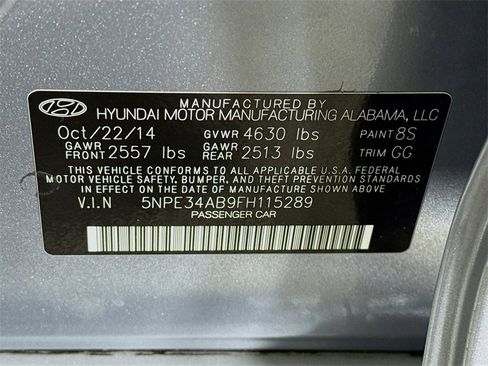 MANUFACTURED BY
HYUNDAI MOTOR MANUFACTURING ALABAMA, LLC
Oct/22/14 GVWR 4630 lbs PAINT 8S
GAWR FRONT 2557 lbs GAWR REAR 2513 lbs TRIM GG
THIS VEHICLE CONFORMS TO ALL APPLICABLE U.S.A. FEDERAL
MOTOR VEHICLE SAFETY, BUMPER, AND THEFT PREVENTION STANDARDS
IN EFFECT ON THE DATE OF MANUFACTURE SHOWN ABOVE.
V.I.N 5NPE34AB9FH115289
PASSENGER CAR